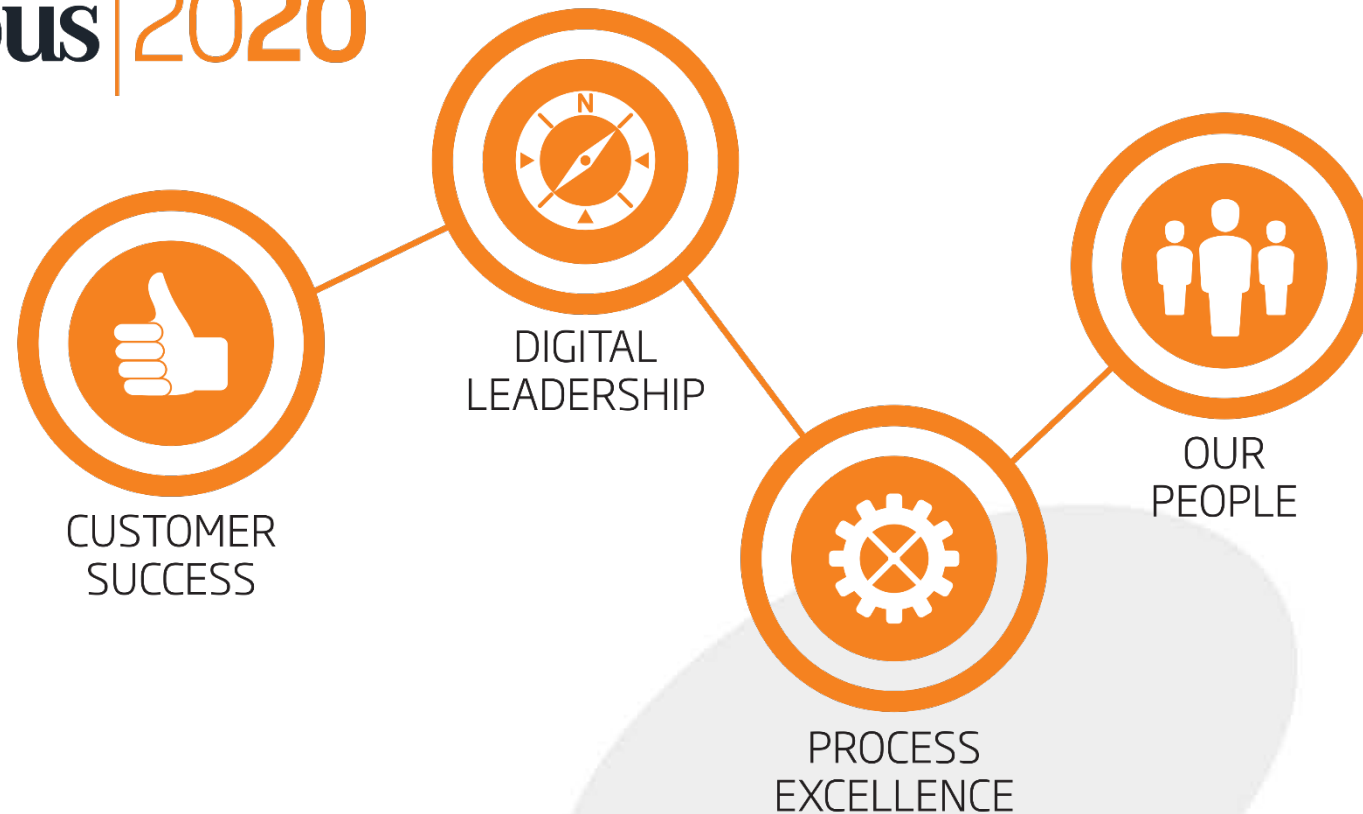 ous 2020
N
DIGITAL
LEADERSHIP
OUR
PEOPLE
CUSTOMER
SUCCESS
PROCESS
EXCELLENCE